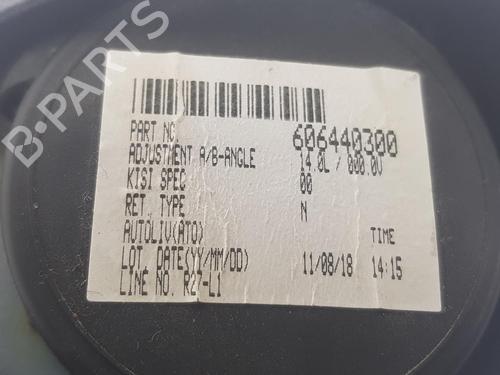 PART NO. 606440300
ADJUSTMENT A/B-ANGLE 14.0L / 000.0V
KISI SPEC 00
RET. TYPE N
AUTOLIV(ATO) TIME
LOT DATE(YY/MM/DD) 11/08/18 14:15
LINE NO. R27-L1
B-PARTS